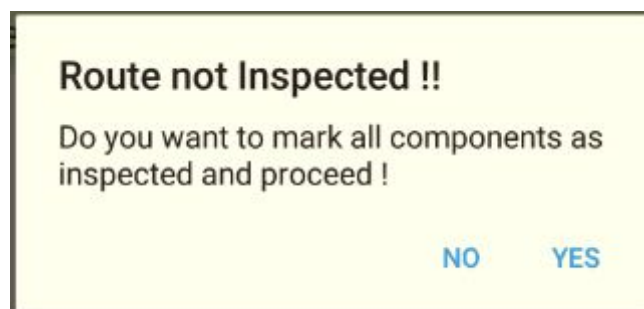 Route not Inspected !!
Do you want to mark all components as
inspected and proceed !
NO YES